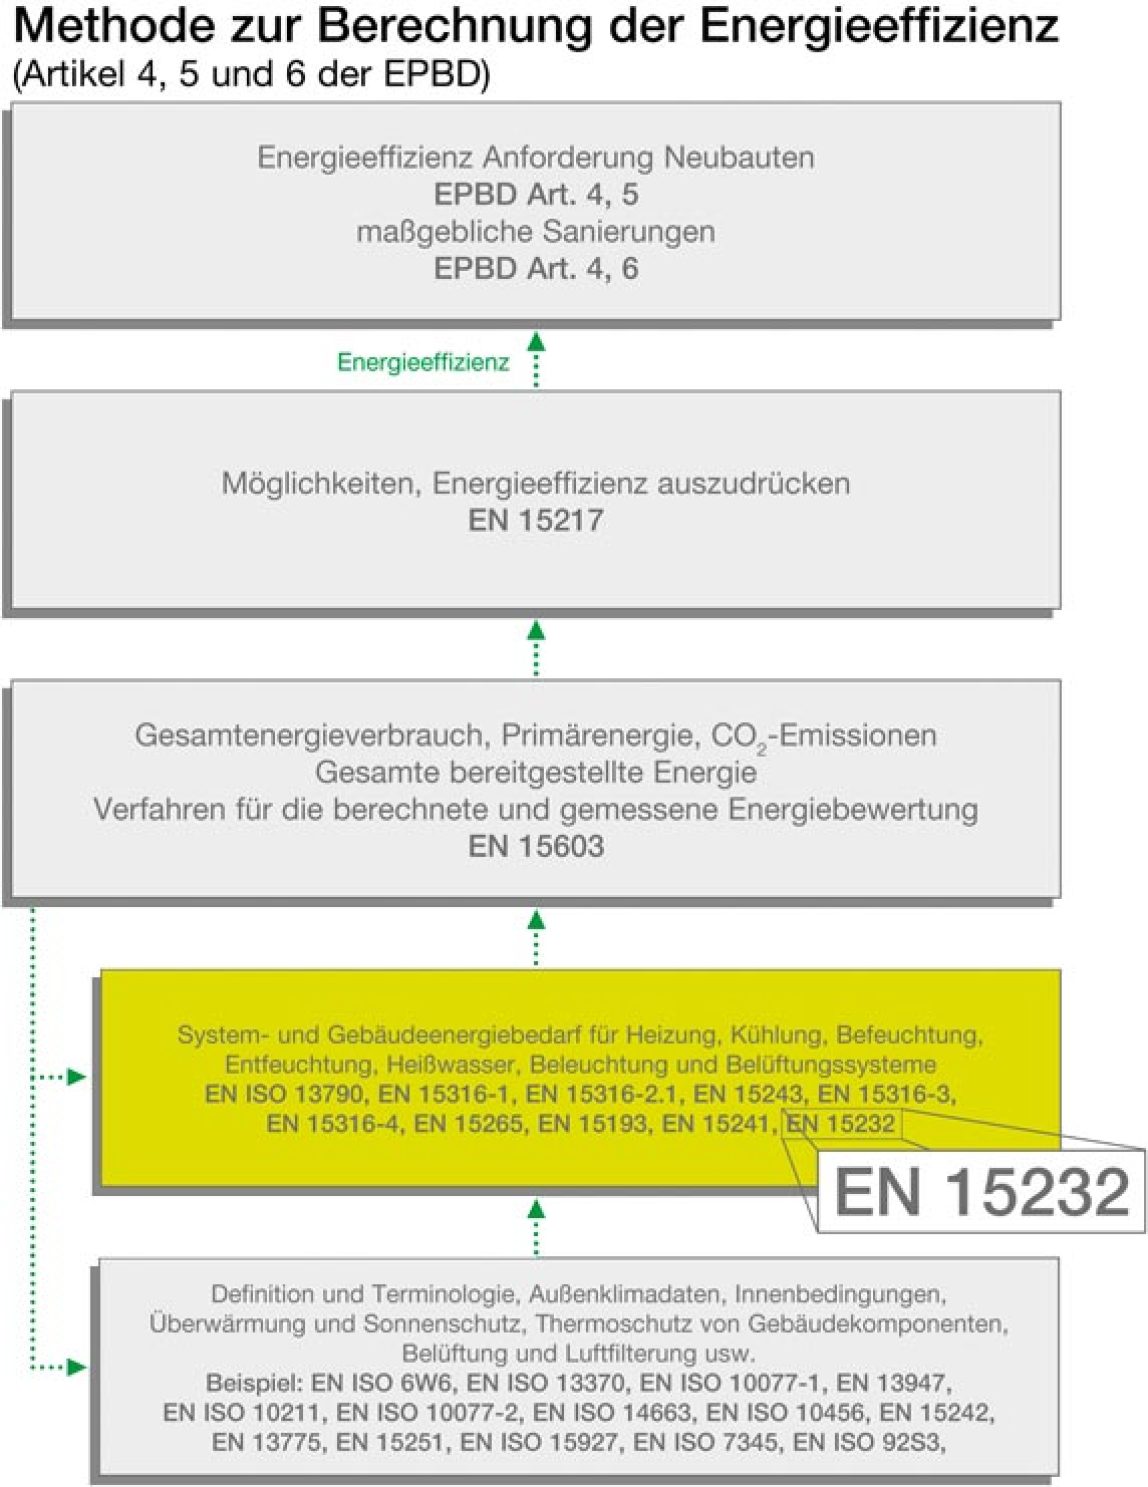 Methode zur Berechnung der Energieeffizienz
(Artikel 4, 5 und 6 der EPBD)
Energieeffizienz Anforderung Neubauten
EPBD Art. 4, 5
maßgebliche Sanierungen
EPBD Art. 4, 6
Energieeffizienz
Möglichkeiten, Energieeffizienz auszudrücken
EN 15217
Gesamtenergieverbrauch, Primärenergie, CO₂-Emissionen
Gesamte bereitgestellte Energie
Verfahren für die berechnete und gemessene Energiebewertung
EN 15603
System- und Gebäudeenergiebedarf für Heizung, Kühlung, Befeuchtung,
Entfeuchtung, Heißwasser, Beleuchtung und Belüftungssysteme
EN ISO 13790, EN 15316-1, EN 15316-2.1, EN 15243, EN 15316-3,
EN 15316-4, EN 15265, EN 15193, EN 15241, EN 15232
EN 15232
Definition und Terminologie, Außenklimadaten, Innenbedingungen,
Überwärmung und Sonnenschutz, Thermoschutz von Gebäudekomponenten,
Belüftung und Luftfilterung usw.
Beispiel: EN ISO 6W6, EN ISO 13370, EN ISO 10077-1, EN 13947,
EN ISO 10211, EN ISO 10077-2, EN ISO 14663, EN ISO 10456, EN 15242,
EN 13775, EN 15251, EN ISO 15927, EN ISO 7345, EN ISO 92S3,